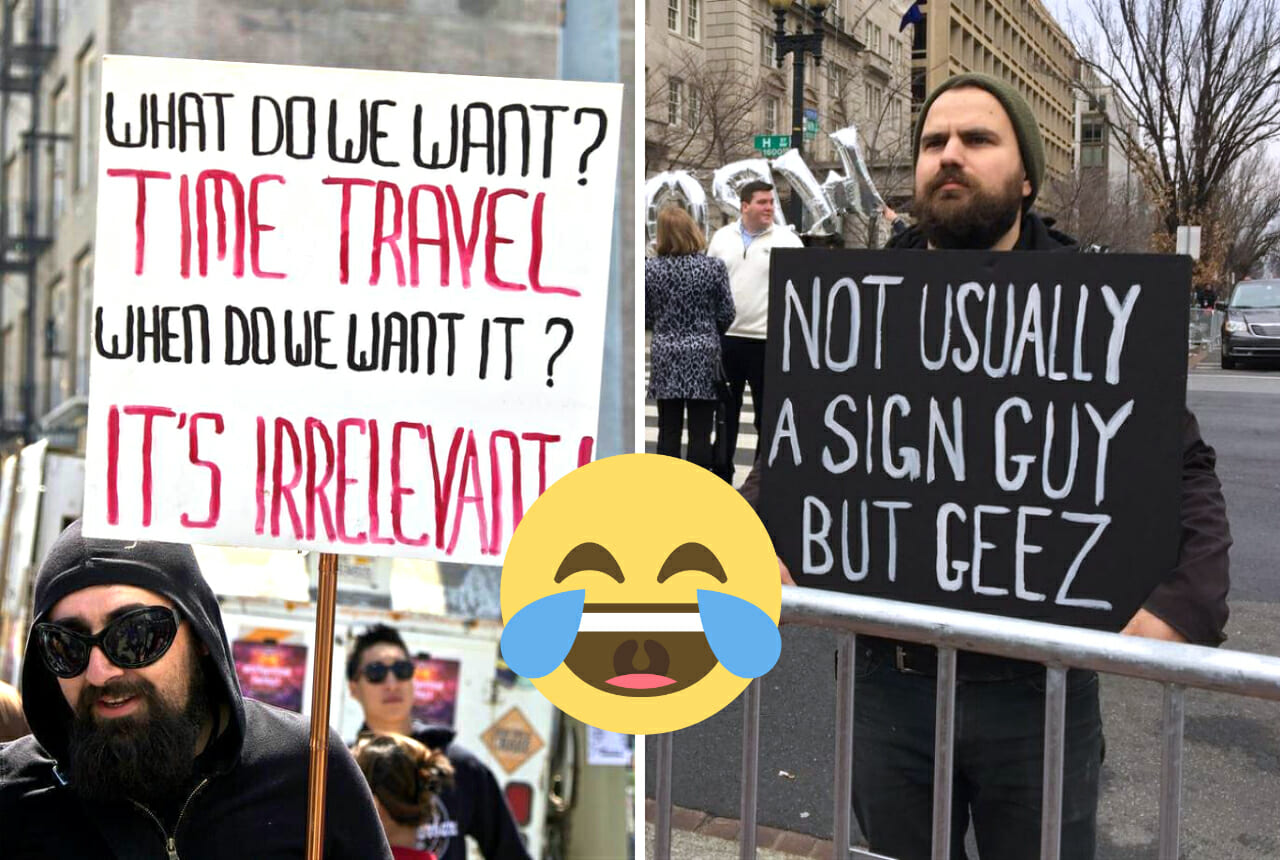 WHAT DO WE WANT?
TIME TRAVEL
WHEN DO WE WANT IT?
IT'S IRRELEVANT!
H
NOT USUALLY
A SIGN GUY
BUT GEEZ